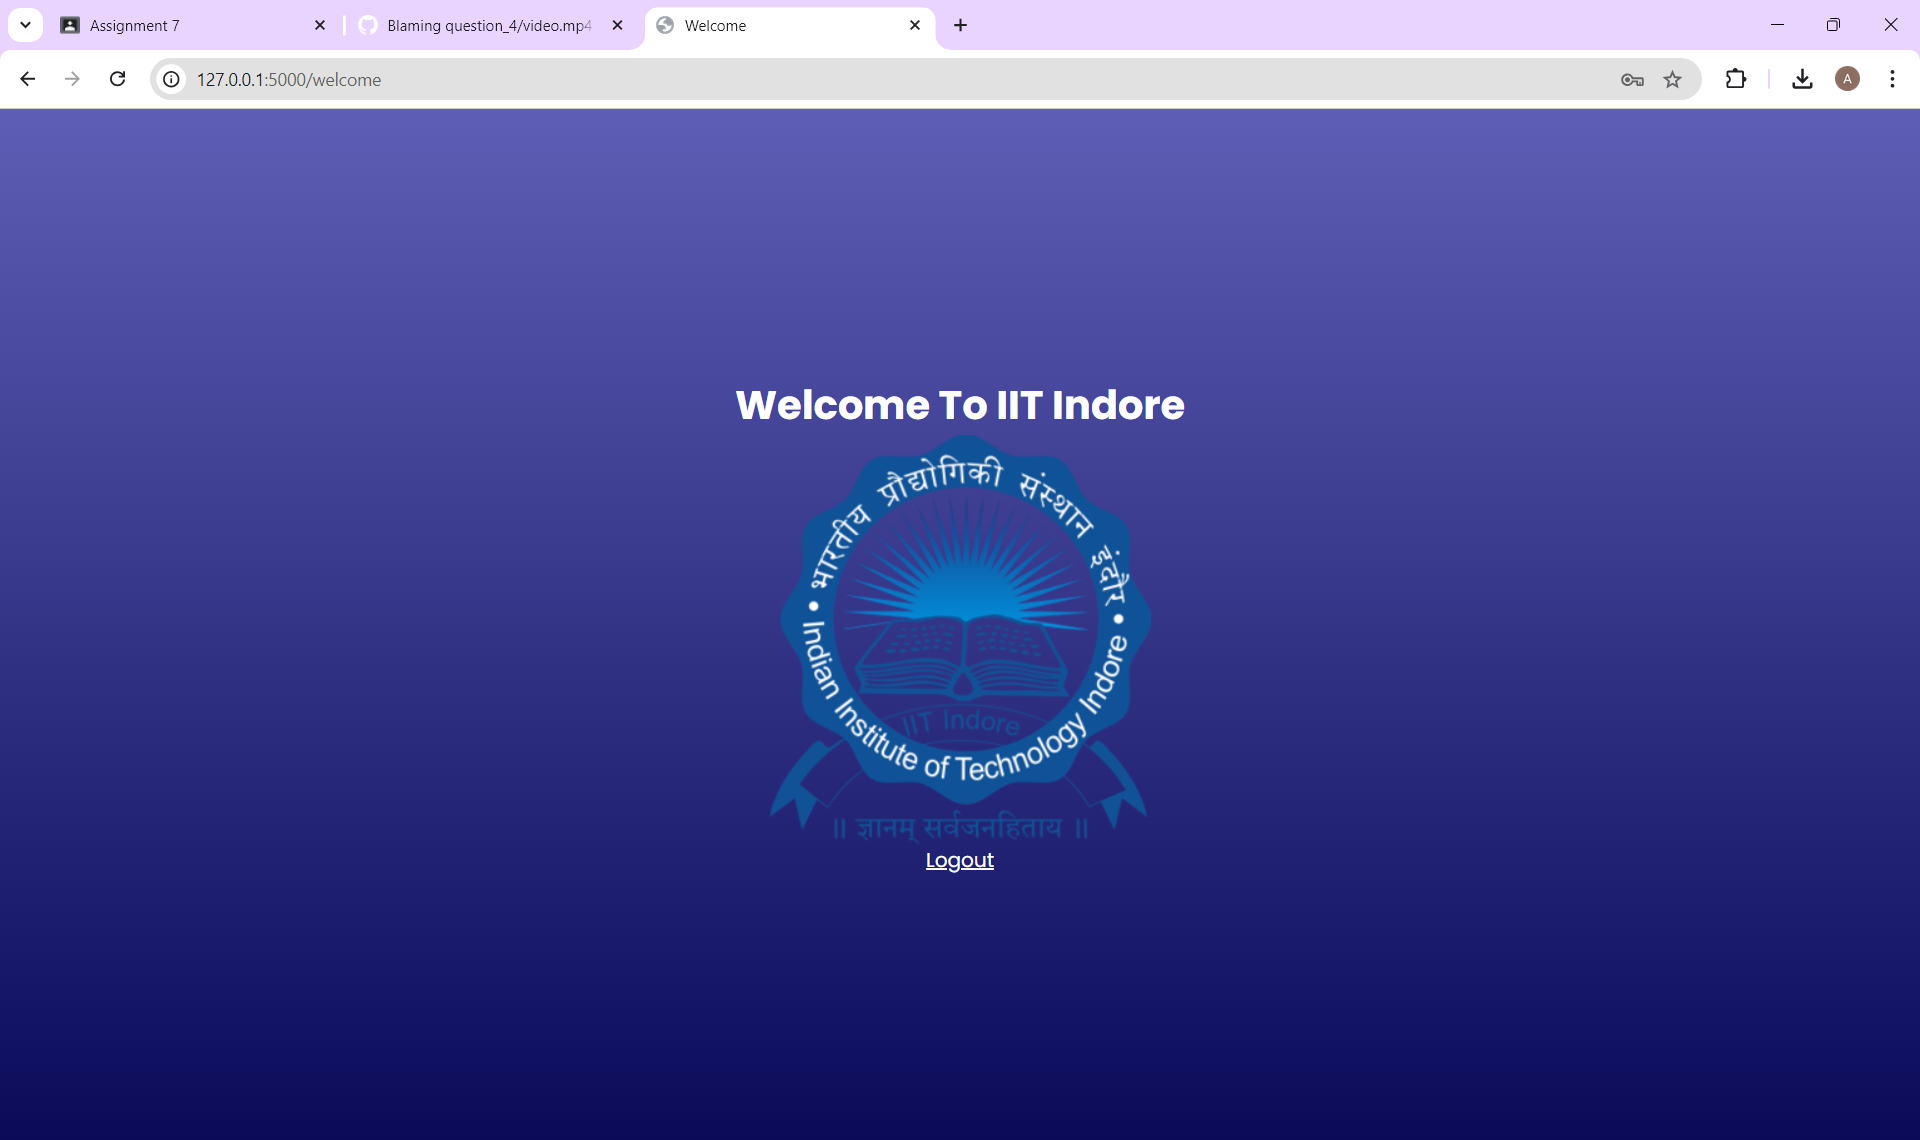 Assignment 7
Blaming question_4/video.mp4
Welcome
127.0.0.1:5000/welcome
A
Welcome To IIT Indore
भारतीय प्रौद्योगिकी संस्थान इंदौर
IIT Indore
Indian Institute of Technology Indore
॥ ज्ञानम् सर्वजनहिताय ॥
Logout